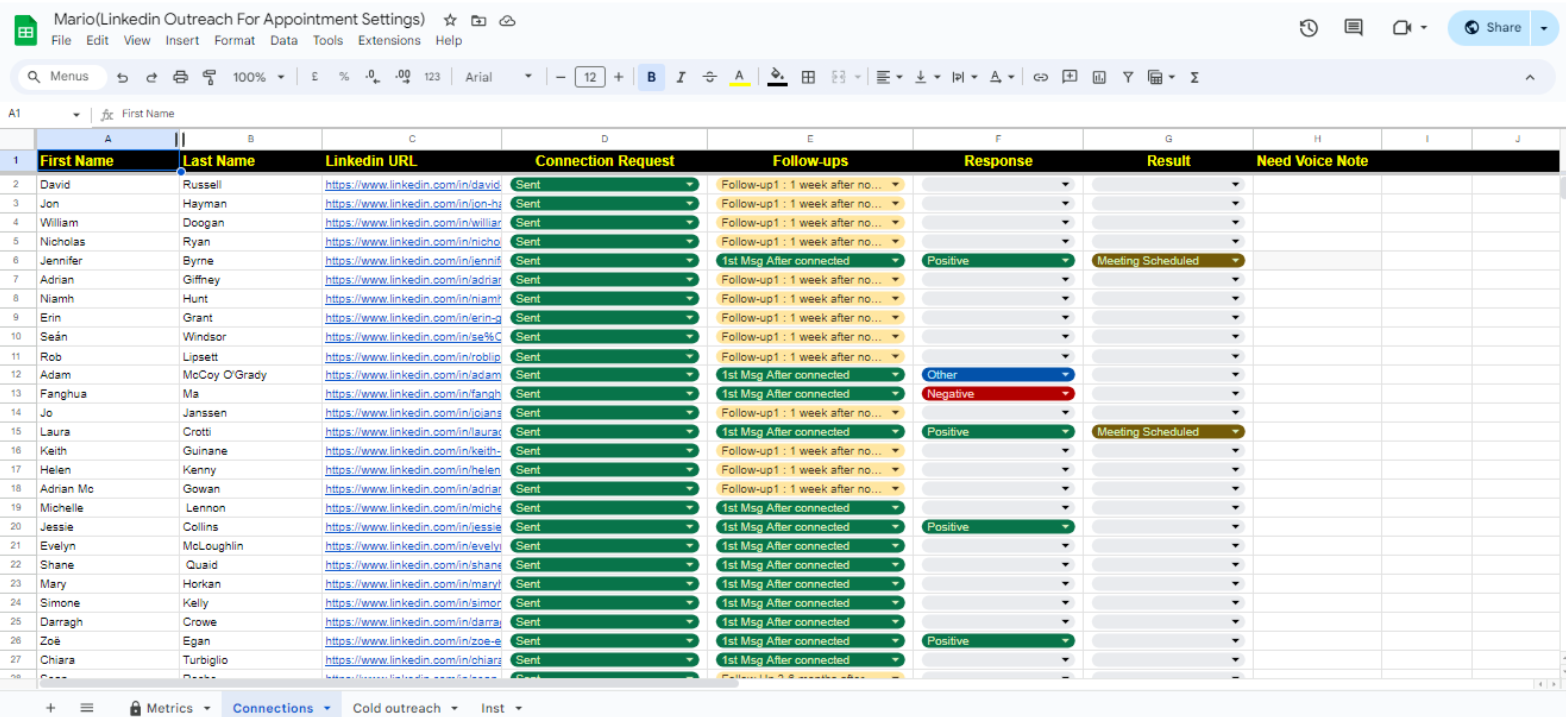 Mario(Linkedin Outreach For Appointment Settings)
File Edit View Insert Format Data Tools Extensions Help
Share
Menus 100% £ % .0 .00 123 Arial 12 B I A
A1 fx First Name
A B C D E F G H I J
1 First Name Last Name Linkedin URL Connection Request Follow-ups Response Result Need Voice Note
2 David Russell https://www.linkedin.com/in/david- Sent Follow-up1 : 1 week after no...
3 Jon Hayman https://www.linkedin.com/in/jon-ha Sent Follow-up1 : 1 week after no...
4 William Doogan https://www.linkedin.com/in/williar Sent Follow-up1 : 1 week after no...
5 Nicholas Ryan https://www.linkedin.com/in/nicho Sent Follow-up1 : 1 week after no...
6 Jennifer Byrne https://www.linkedin.com/in/jennif Sent 1st Msg After connected Positive Meeting Scheduled
7 Adrian Giffney https://www.linkedin.com/in/adriar Sent Follow-up1 : 1 week after no...
8 Niamh Hunt https://www.linkedin.com/in/niamh Sent Follow-up1 : 1 week after no...
9 Erin Grant https://www.linkedin.com/in/erin-g Sent Follow-up1 : 1 week after no...
10 Seán Windsor https://www.linkedin.com/in/se%C Sent Follow-up1 : 1 week after no...
11 Rob Lipsett https://www.linkedin.com/in/roblip Sent Follow-up1 : 1 week after no...
12 Adam McCoy O'Grady https://www.linkedin.com/in/adam Sent 1st Msg After connected Other
13 Fanghua Ma https://www.linkedin.com/in/fangh Sent 1st Msg After connected Negative
14 Jo Janssen https://www.linkedin.com/in/jojans Sent Follow-up1 : 1 week after no...
15 Laura Crotti https://www.linkedin.com/in/laurac Sent 1st Msg After connected Positive Meeting Scheduled
16 Keith Guinane https://www.linkedin.com/in/keith- Sent Follow-up1 : 1 week after no...
17 Helen Kenny https://www.linkedin.com/in/helen Sent Follow-up1 : 1 week after no...
18 Adrian Mc Gowan https://www.linkedin.com/in/adriar Sent Follow-up1 : 1 week after no...
19 Michelle Lennon https://www.linkedin.com/in/miche Sent 1st Msg After connected
20 Jessie Collins https://www.linkedin.com/in/jessie Sent 1st Msg After connected Positive
21 Evelyn McLoughlin https://www.linkedin.com/in/evelyi Sent 1st Msg After connected
22 Shane Quaid https://www.linkedin.com/in/shane Sent 1st Msg After connected
23 Mary Horkan https://www.linkedin.com/in/maryh Sent 1st Msg After connected
24 Simone Kelly https://www.linkedin.com/in/simor Sent 1st Msg After connected
25 Darragh Crowe https://www.linkedin.com/in/darrag Sent 1st Msg After connected
26 Zoë Egan https://www.linkedin.com/in/zoe-e Sent 1st Msg After connected Positive
27 Chiara Turbiglio https://www.linkedin.com/in/chiara Sent 1st Msg After connected
Metrics Connections Cold outreach Inst